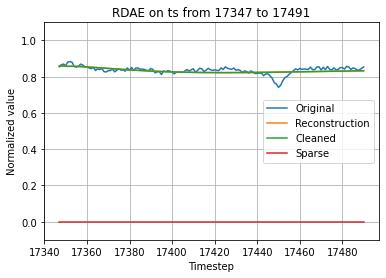 RDAE on ts from 17347 to 17491
Normalized value
1.0
0.8
0.6
0.4
0.2
0.0
Original
Reconstruction
Cleaned
Sparse
17340 17360 17380 17400 17420 17440 17460 17480
Timestep